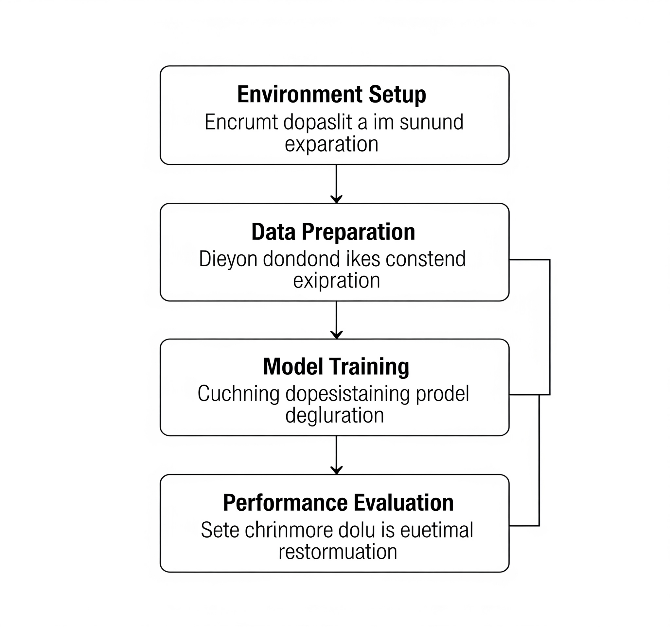 Environment Setup
Encrumt dopaslit a im sunund
exparation
Data Preparation
Dieyon dondond ikes constend
exipration
Model Training
Cuchning dopesistaining prodel
degluration
Performance Evaluation
Sete chrinmore dolu is euetimal
restormuation